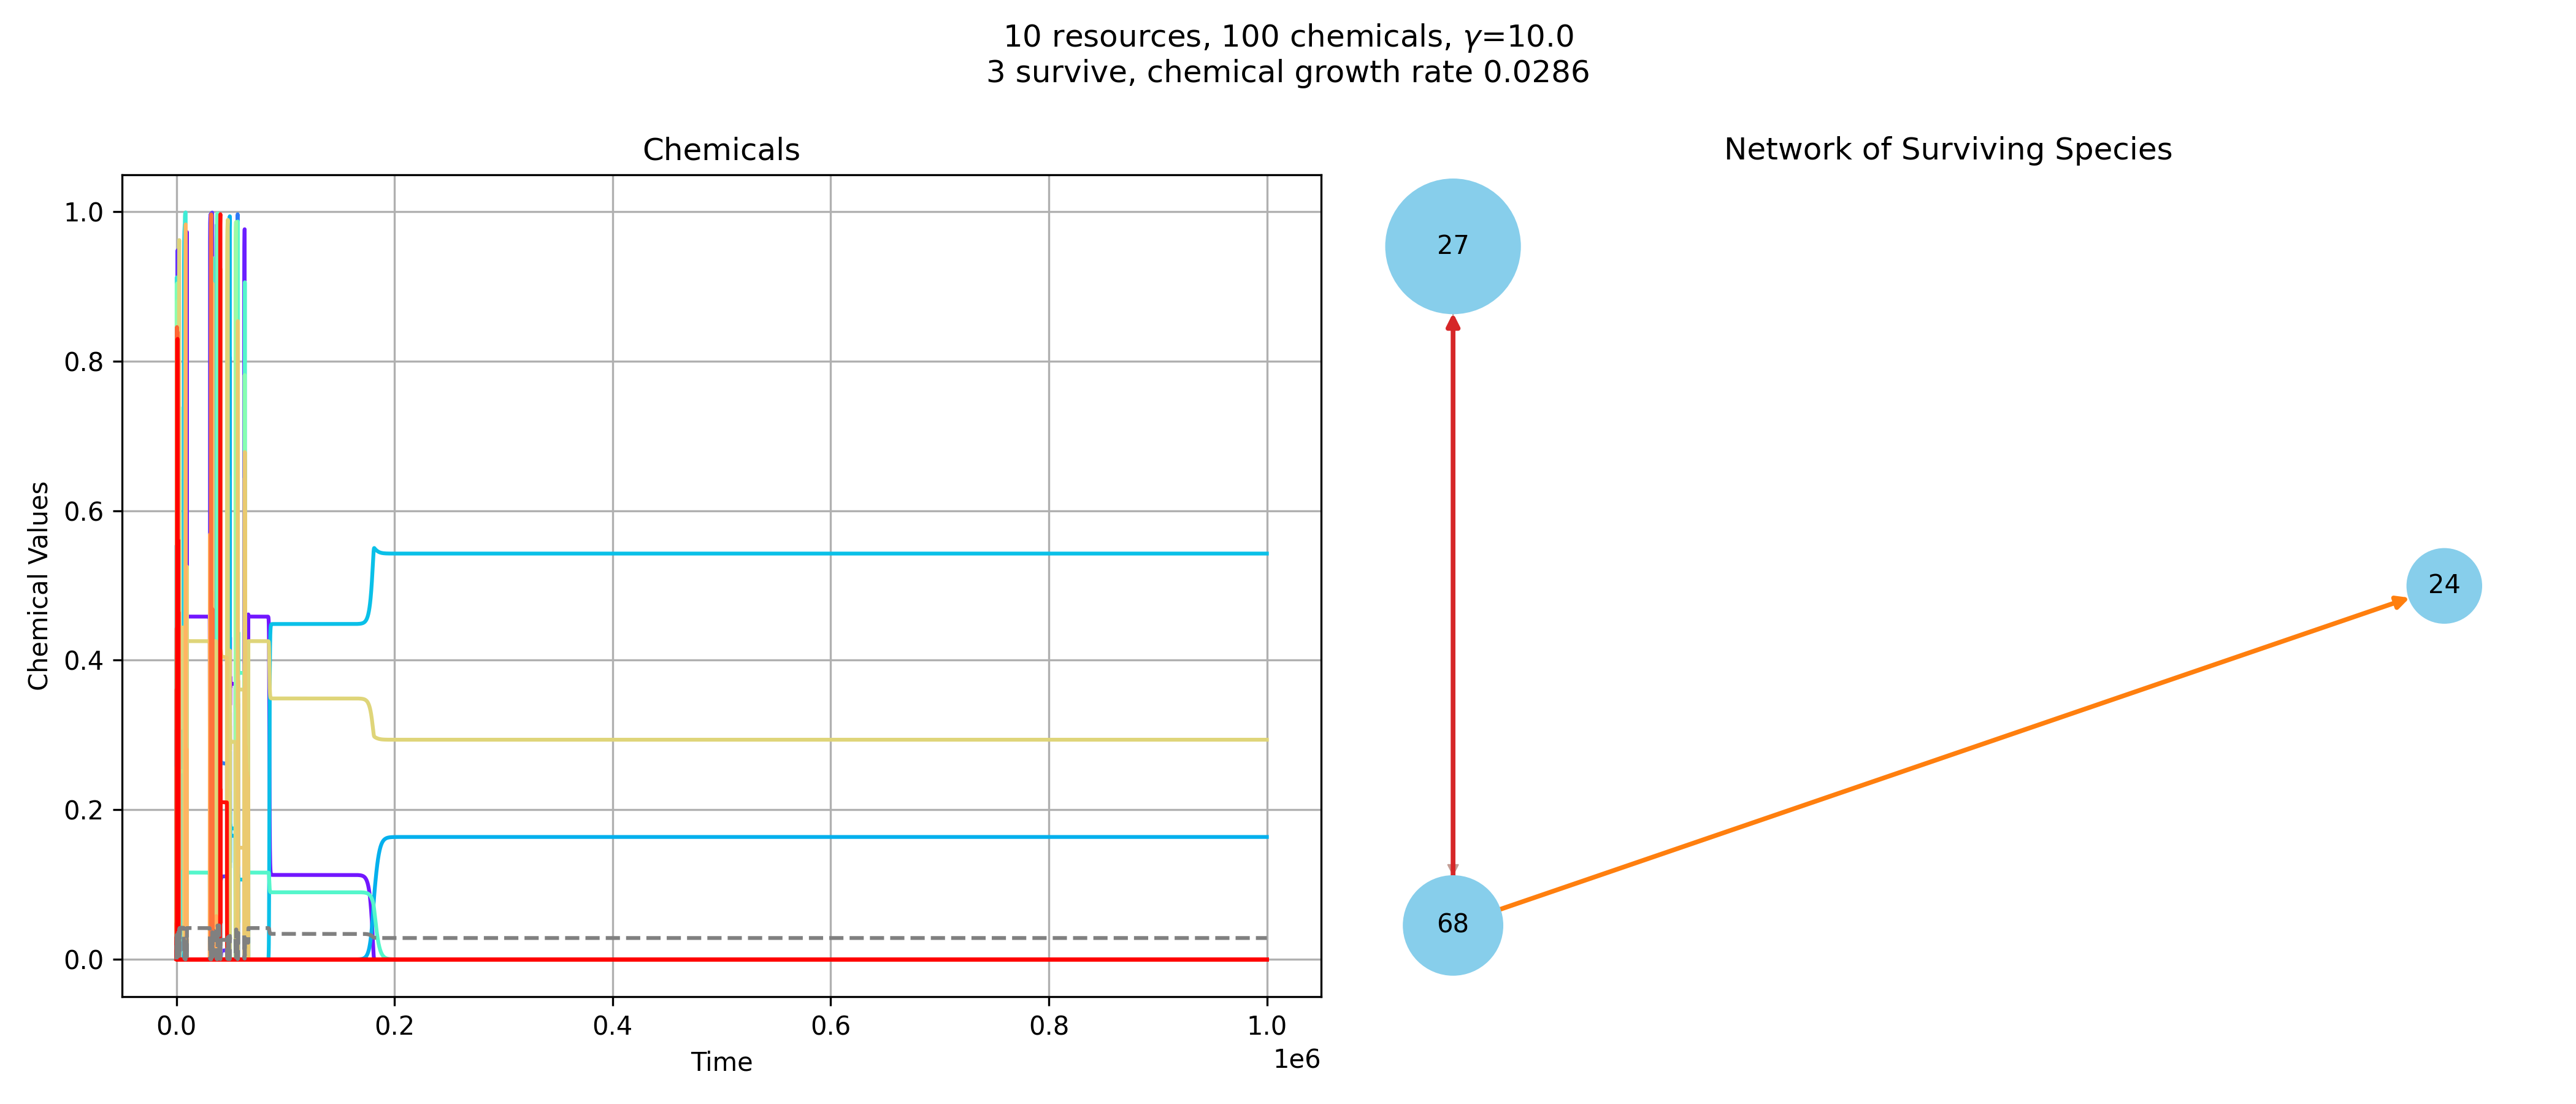 10 resources, 100 chemicals, γ=10.0
3 survive, chemical growth rate 0.0286
Chemicals
Network of Surviving Species
1.0
0.8
0.6
0.4
0.2
0.0
Chemical Values
0.0 0.2 0.4 0.6 0.8 1.0
1e6
Time
27
24
68